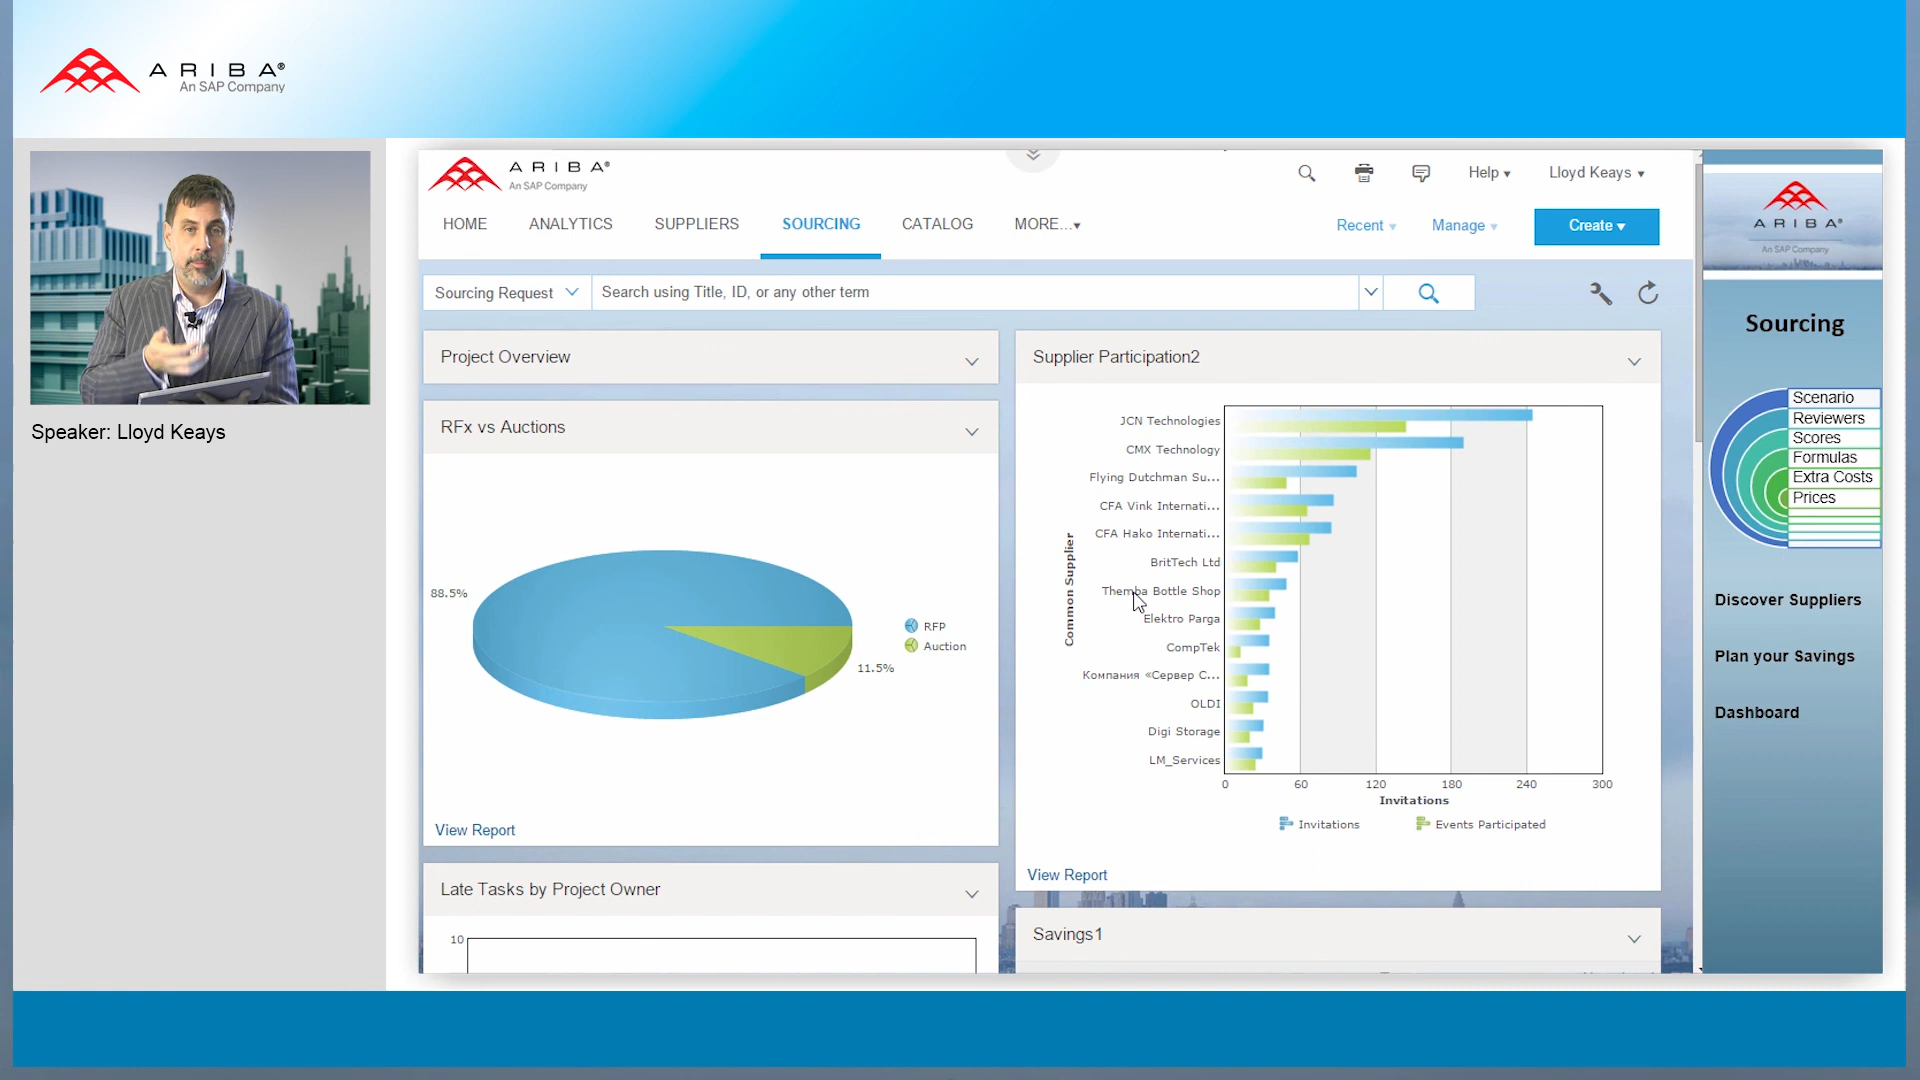 ARIBA®
An SAP Company
Speaker: Lloyd Keays
ARIBA®
An SAP Company
Help
Lloyd Keays
HOME
ANALYTICS
SUPPLIERS
SOURCING
CATALOG
MORE...
Recent
Manage
Create
Sourcing Request
Search using Title, ID, or any other term
Project Overview
RFx vs Auctions
88.5%
11.5%
RFP
Auction
View Report
Late Tasks by Project Owner
10
Supplier Participation2
Common Supplier
JCN Technologies
CMX Technology
Flying Dutchman Su...
CFA Vink Internati...
CFA Hako Internati...
BritTech Ltd
Themba Bottle Shop
Elektro Parga
CompTek
Компания «Сервер С...
OLDI
Digi Storage
LM_Services
0 60 120 180 240 300
Invitations
Invitations
Events Participated
View Report
Savings1
ARIBA®
An SAP Company
Sourcing
Scenario
Reviewers
Scores
Formulas
Extra Costs
Prices
Discover Suppliers
Plan your Savings
Dashboard